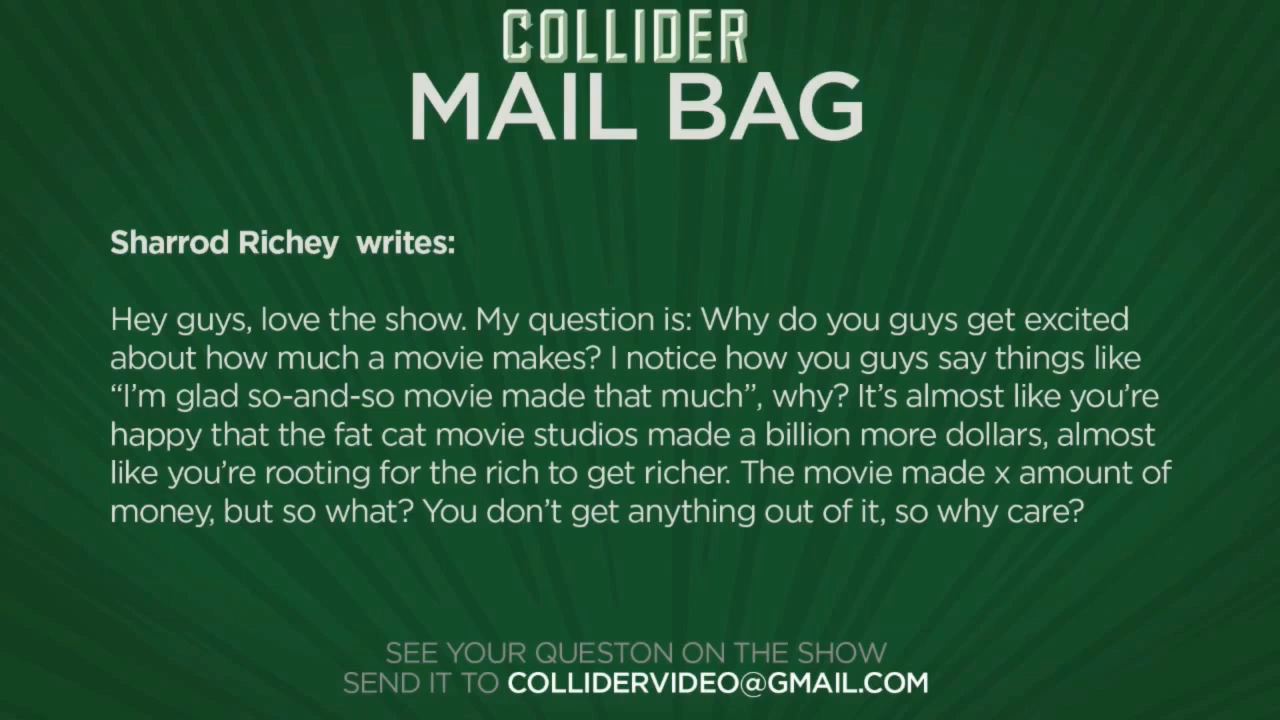 COLLIDER
MAIL BAG
Sharrod Richey writes:
Hey guys, love the show. My question is: Why do you guys get excited
about how much a movie makes? I notice how you guys say things like
“I’m glad so-and-so movie made that much”, why? It’s almost like you’re
happy that the fat cat movie studios made a billion more dollars, almost
like you’re rooting for the rich to get richer. The movie made x amount of
money, but so what? You don’t get anything out of it, so why care?
SEE YOUR QUESTON ON THE SHOW
SEND IT TO COLLIDERVIDEO@GMAIL.COM